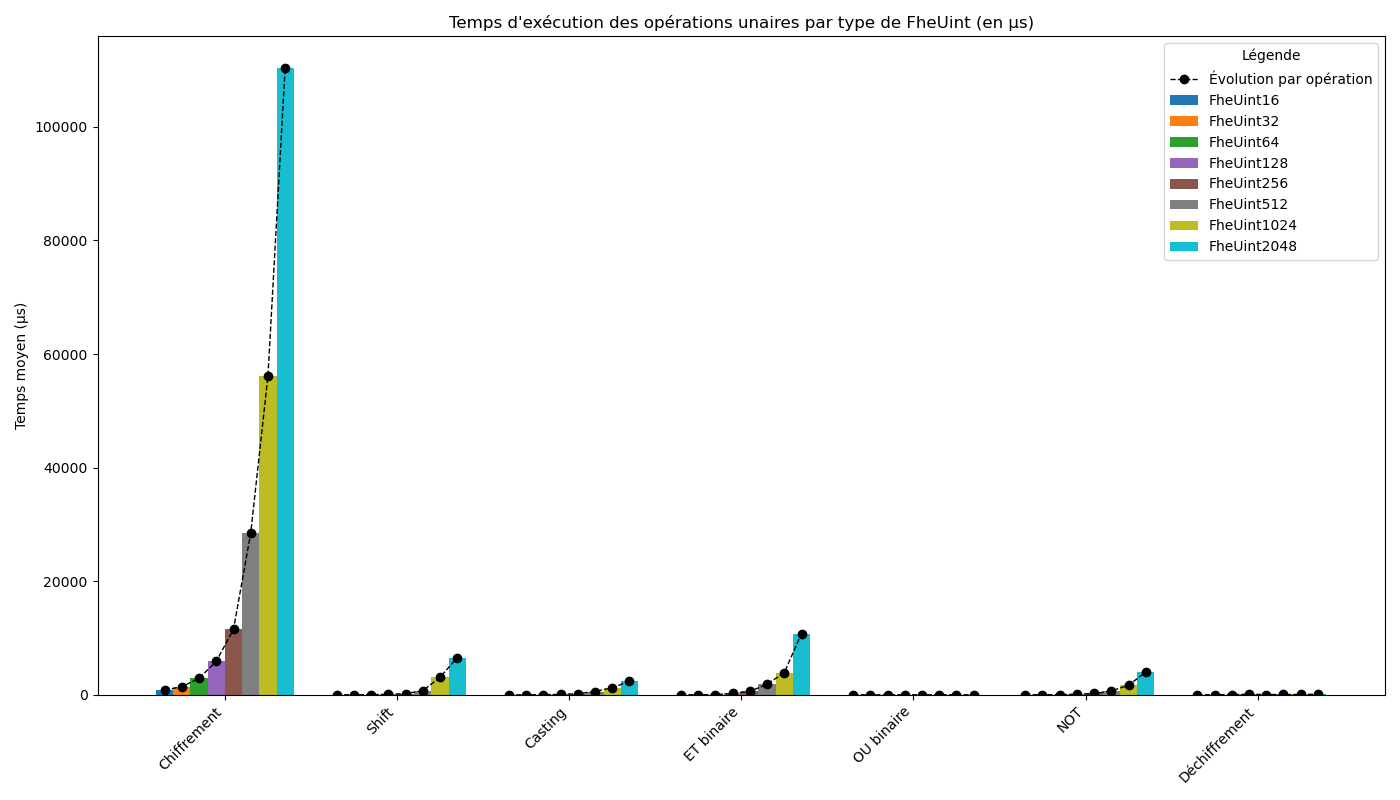 Temps d'exécution des opérations unaires par type de FheUint (en µs)
Légende
Évolution par opération
FheUint16
FheUint32
FheUint64
FheUint128
FheUint256
FheUint512
FheUint1024
FheUint2048
Temps moyen (µs)
100000
80000
60000
40000
20000
0
Chiffrement
Shift
Casting
ET binaire
OU binaire
NOT
Déchiffrement